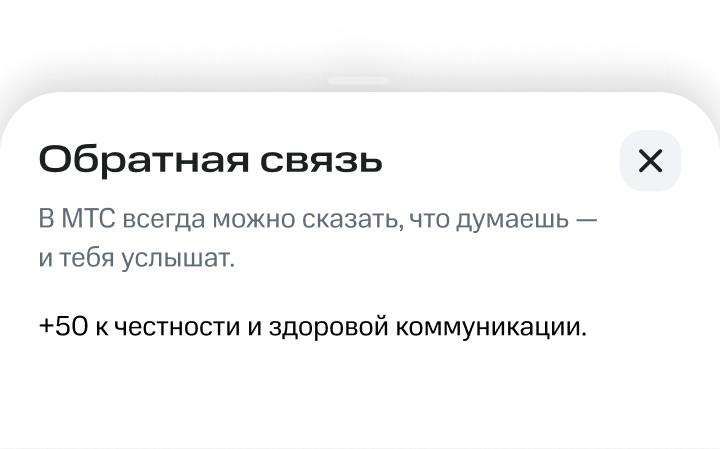 Обратная связь
В МТС всегда можно сказать, что думаешь —
и тебя услышат.
+50 к честности и здоровой коммуникации.